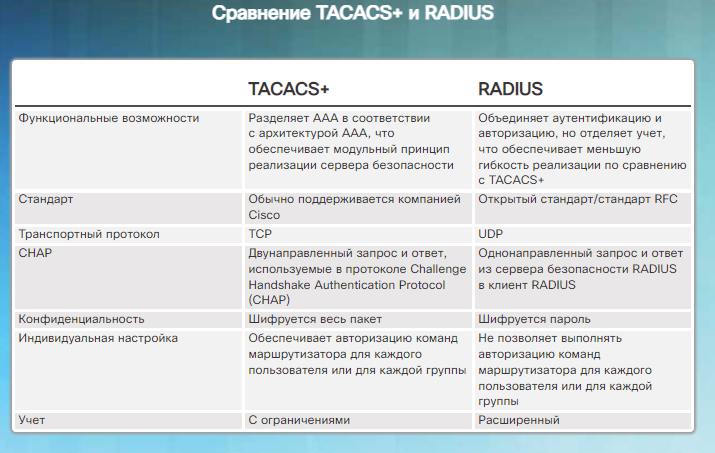 Сравнение TACACS+ и RADIUS
TACACS+
RADIUS
Функциональные возможности
Разделяет AAA в соответствии
с архитектурой AAA, что
обеспечивает модульный принцип
реализации сервера безопасности
Объединяет аутентификацию и
авторизацию, но отделяет учет,
что обеспечивает меньшую
гибкость реализации по сравнению
с TACACS+
Стандарт
Обычно поддерживается компанией
Cisco
Открытый стандарт/стандарт RFC
Транспортный протокол
TCP
UDP
CHAP
Двунаправленный запрос и ответ,
используемые в протоколе Challenge
Handshake Authentication Protocol
(CHAP)
Однонаправленный запрос и ответ
из сервера безопасности RADIUS
в клиент RADIUS
Конфиденциальность
Шифруется весь пакет
Шифруется пароль
Индивидуальная настройка
Обеспечивает авторизацию команд
маршрутизатора для каждого
пользователя или для каждой группы
Не позволяет выполнять
авторизацию команд
маршрутизатора для каждого
пользователя или для каждой
группы
Учет
С ограничениями
Расширенный